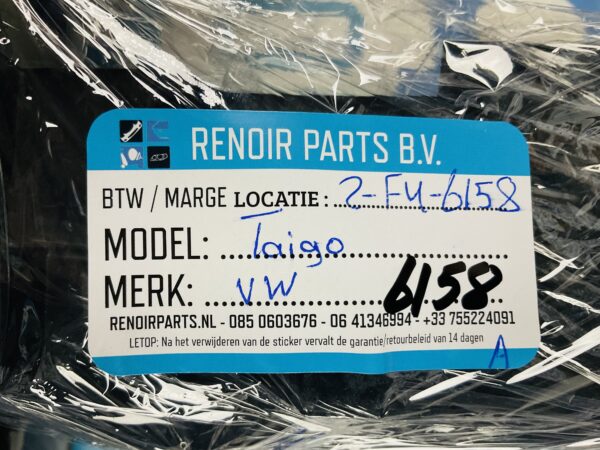 RENOIR PARTS B.V.
BTW / MARGE LOCATIE : 2-F4-6158
MODEL: Taigo
MERK: VW 6158
RENOIRPARTS.NL - 085 0603676 - 06 41346994 - +33 755224091
LETOP: Na het verwijderen van de sticker vervalt de garantie/retourbeleid van 14 dagen
A